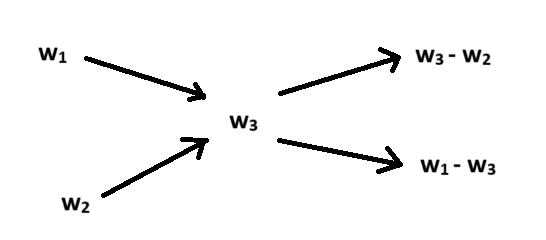 w₁
w₂
w₃
w₃ - w₂
w₁ - w₃